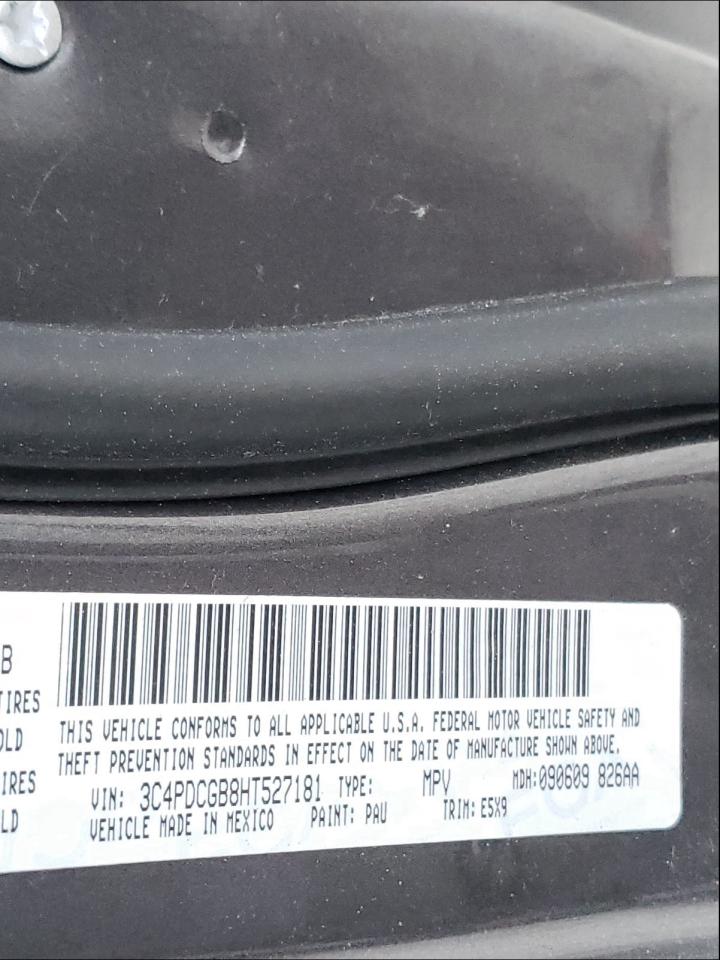 B
TIRES
OLD
IRES
LD
THIS VEHICLE CONFORMS TO ALL APPLICABLE U.S.A. FEDERAL MOTOR VEHICLE SAFETY AND
THEFT PREVENTION STANDARDS IN EFFECT ON THE DATE OF MANUFACTURE SHOWN ABOVE.
VIN: 3C4PDCGB8HT527181 TYPE: MPV MDH:090609 826AA
VEHICLE MADE IN MEXICO PAINT: PAU TRIM: E5X9